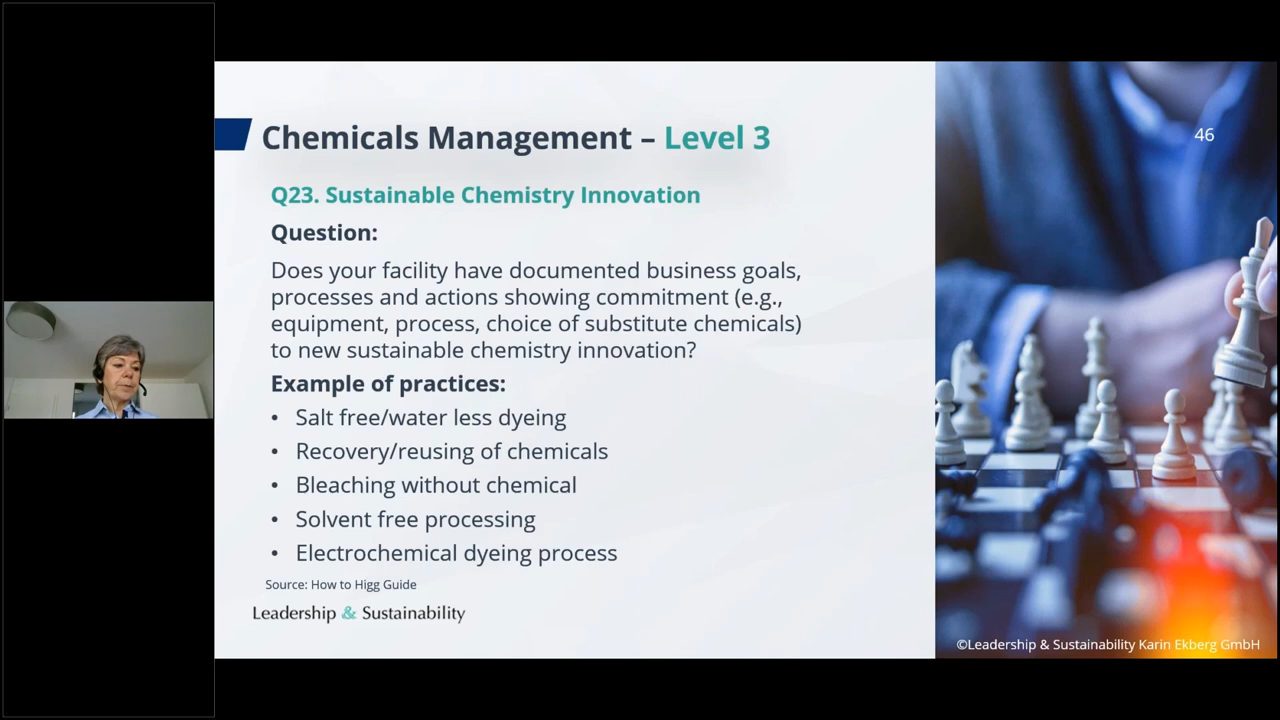 Chemicals Management – Level 3
46
Q23. Sustainable Chemistry Innovation
Question:
Does your facility have documented business goals,
processes and actions showing commitment (e.g.,
equipment, process, choice of substitute chemicals)
to new sustainable chemistry innovation?
Example of practices:
• Salt free/water less dyeing
• Recovery/reusing of chemicals
• Bleaching without chemical
• Solvent free processing
• Electrochemical dyeing process
Source: How to Higg Guide
Leadership & Sustainability
©Leadership & Sustainability Karin Ekberg GmbH